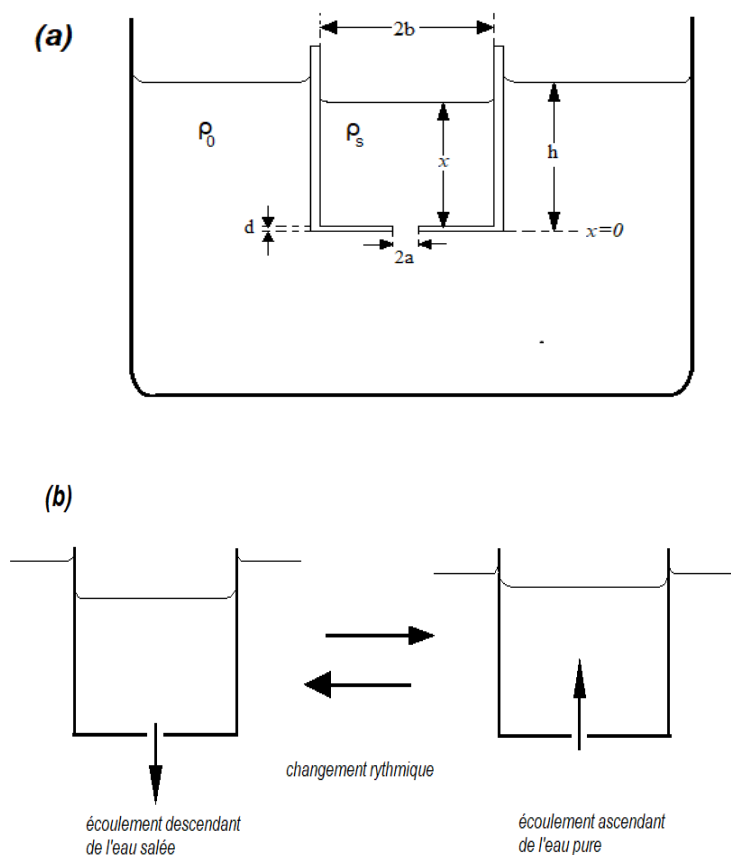 (a)
2b
ρ0
ρs
x
h
d
x=0
2a
(b)
changement rythmique
écoulement descendant
de l'eau salée
écoulement ascendant
de l'eau pure